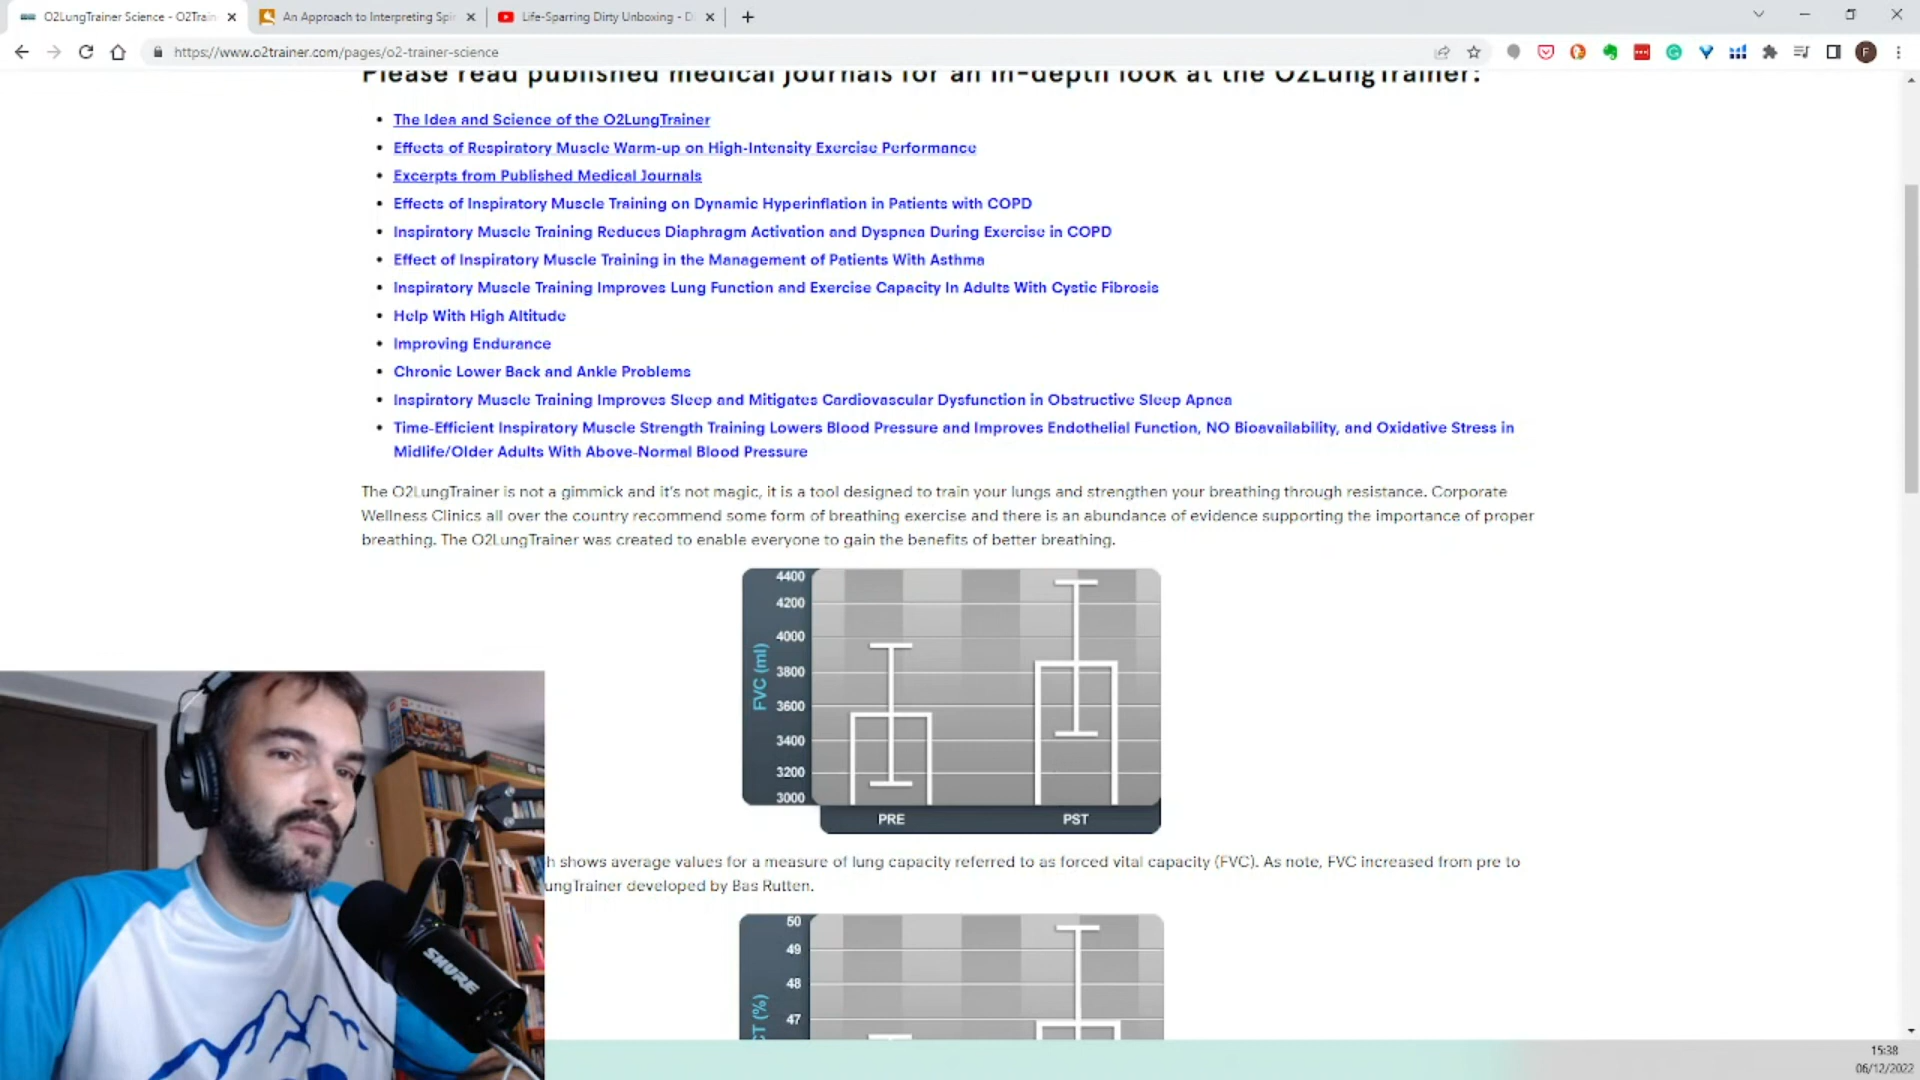 O2LungTrainer Science - O2Train
An Approach to Interpreting Spir
Life-Sparring Dirty Unboxing - D
https://www.o2trainer.com/pages/o2-trainer-science
F
Please read published medical journals for an in-depth look at the O2LungTrainer:
The Idea and Science of the O2LungTrainer
Effects of Respiratory Muscle Warm-up on High-Intensity Exercise Performance
Excerpts from Published Medical Journals
Effects of Inspiratory Muscle Training on Dynamic Hyperinflation in Patients with COPD
Inspiratory Muscle Training Reduces Diaphragm Activation and Dyspnea During Exercise in COPD
Effect of Inspiratory Muscle Training in the Management of Patients With Asthma
Inspiratory Muscle Training Improves Lung Function and Exercise Capacity In Adults With Cystic Fibrosis
Help With High Altitude
Improving Endurance
Chronic Lower Back and Ankle Problems
Inspiratory Muscle Training Improves Sleep and Mitigates Cardiovascular Dysfunction in Obstructive Sleep Apnea
Time-Efficient Inspiratory Muscle Strength Training Lowers Blood Pressure and Improves Endothelial Function, NO Bioavailability, and Oxidative Stress in
Midlife/Older Adults With Above-Normal Blood Pressure
The O2LungTrainer is not a gimmick and it's not magic, it is a tool designed to train your lungs and strengthen your breathing through resistance. Corporate
Wellness Clinics all over the country recommend some form of breathing exercise and there is an abundance of evidence supporting the importance of proper
breathing. The O2LungTrainer was created to enable everyone to gain the benefits of better breathing.
4400
4200
4000
3800
3600
3400
3200
3000
FVC (ml)
PRE PST
h shows average values for a measure of lung capacity referred to as forced vital capacity (FVC). As note, FVC increased from pre to
ungTrainer developed by Bas Rutten.
50
49
48
47
CT (%)
SHURE
15:38
06/12/2022